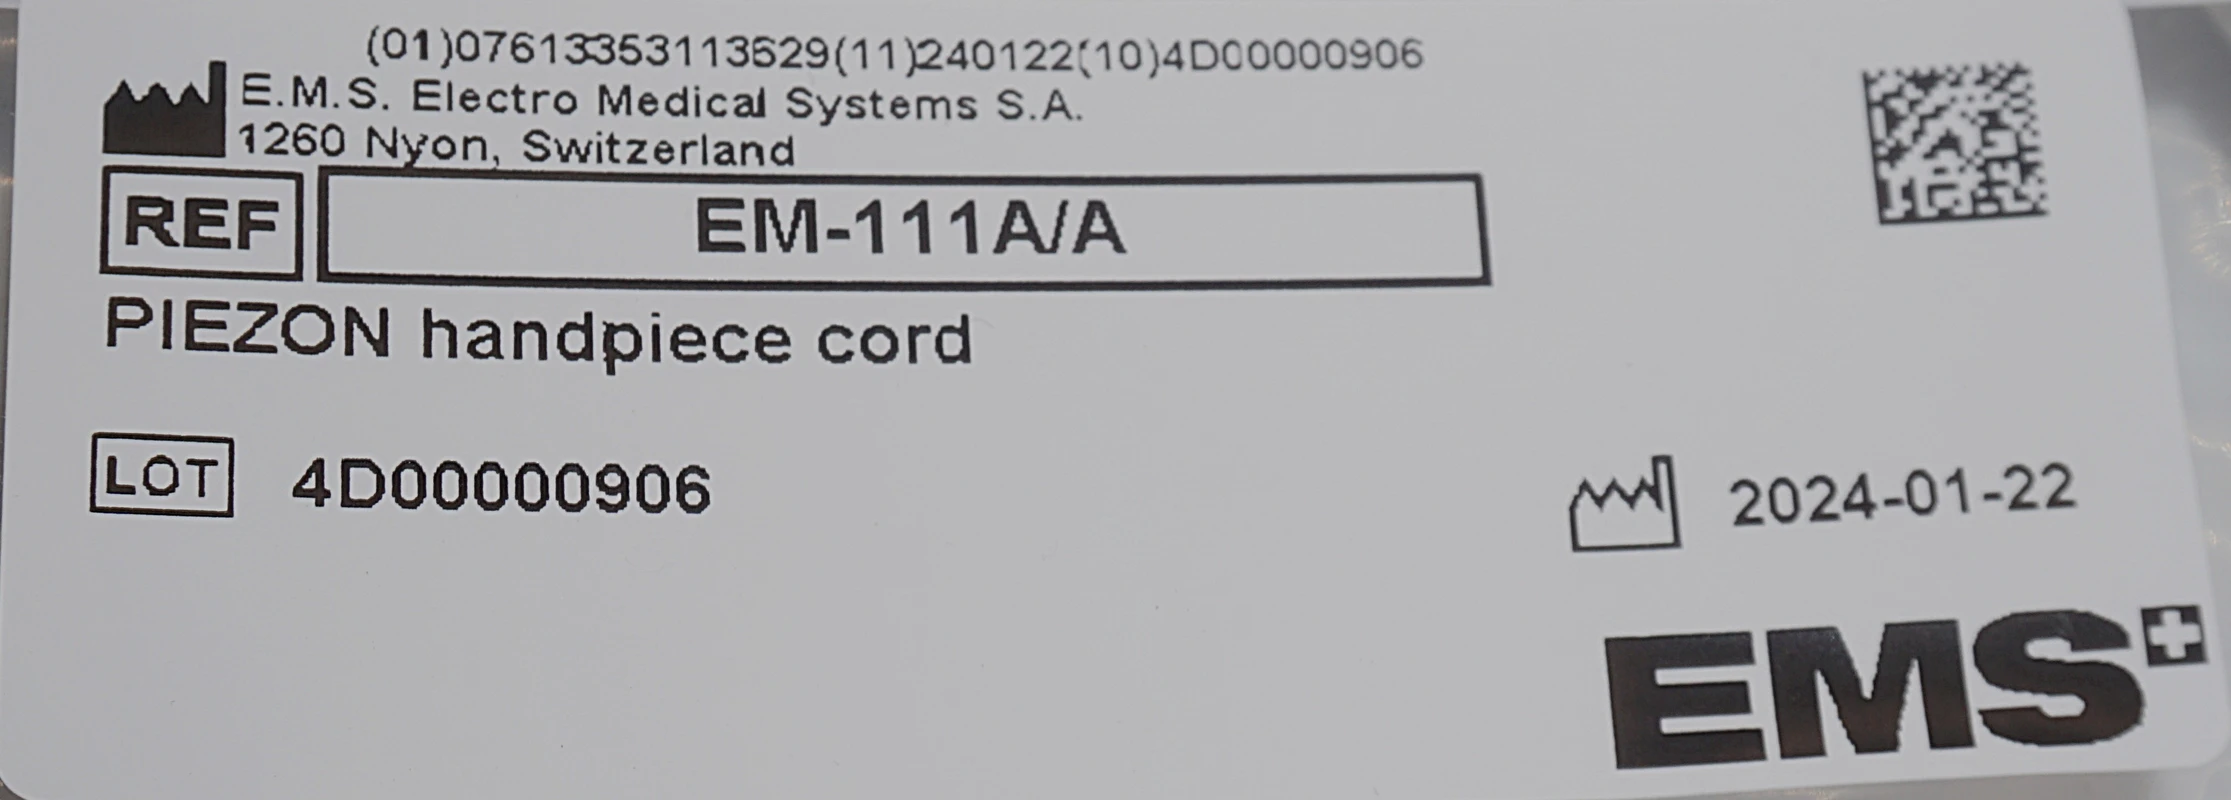 (01)07613353113629(11)240122(10)4D00000906
E.M.S. Electro Medical Systems S.A.
1260 Nyon, Switzerland
REF EM-111A/A
PIEZON handpiece cord
LOT 4D00000906
2024-01-22
EMS